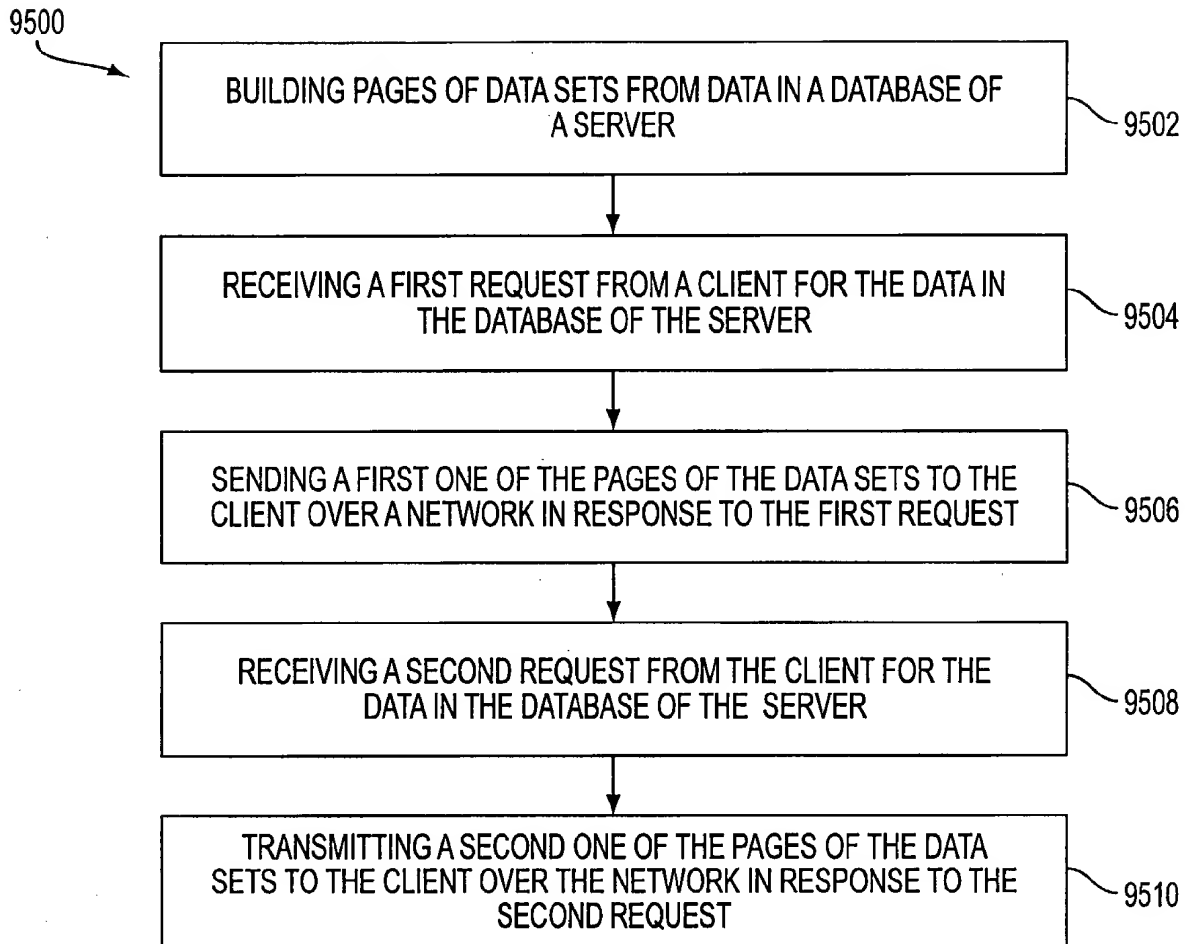 9500
BUILDING PAGES OF DATA SETS FROM DATA IN A DATABASE OF
A SERVER
9502
RECEIVING A FIRST REQUEST FROM A CLIENT FOR THE DATA IN
THE DATABASE OF THE SERVER
9504
SENDING A FIRST ONE OF THE PAGES OF THE DATA SETS TO THE
CLIENT OVER A NETWORK IN RESPONSE TO THE FIRST REQUEST
9506
RECEIVING A SECOND REQUEST FROM THE CLIENT FOR THE
DATA IN THE DATABASE OF THE SERVER
9508
TRANSMITTING A SECOND ONE OF THE PAGES OF THE DATA
SETS TO THE CLIENT OVER THE NETWORK IN RESPONSE TO THE
SECOND REQUEST
9510